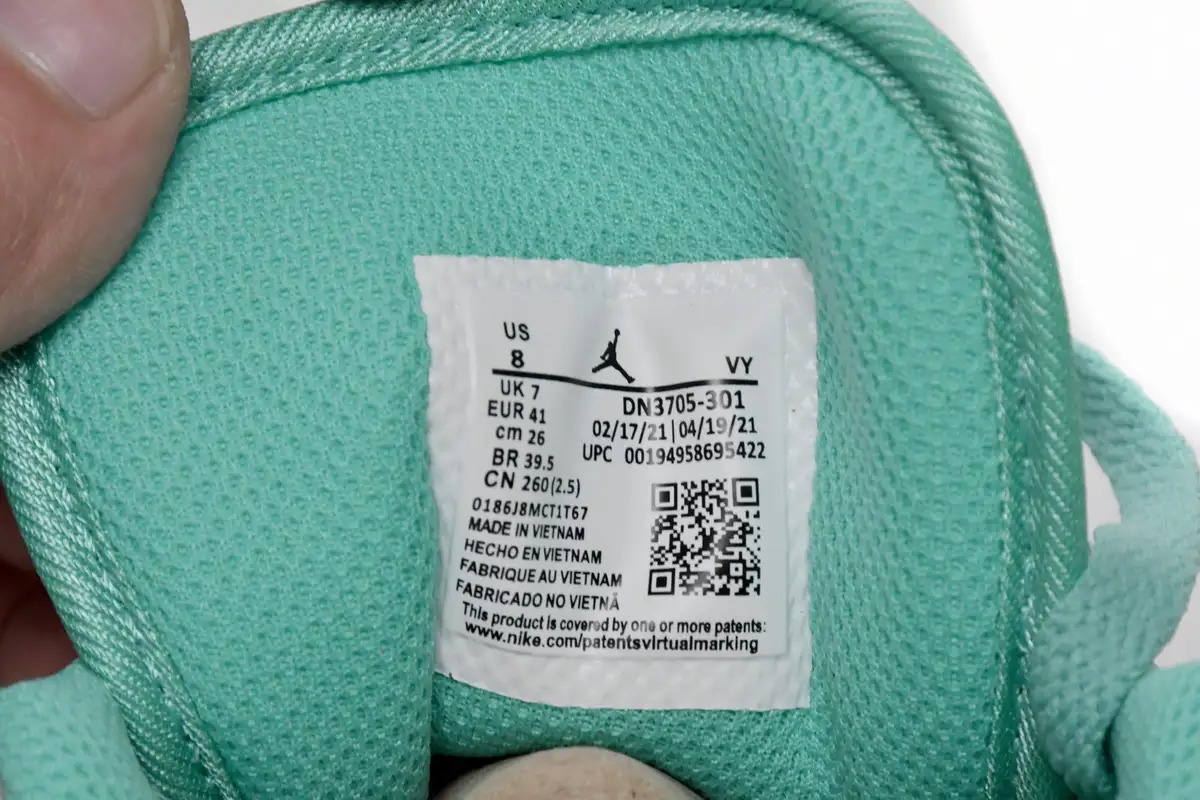 US
8 VY
UK 7
EUR 41
cm 26
BR 39.5
CN 260(2.5)
DN3705-301
02/17/21|04/19/21
UPC 00194958695422
0186J8MCT1T67
MADE IN VIETNAM
HECHO EN VIETNAM
FABRIQUE AU VIETNAM
FABRICADO NO VIETNÃ
This product is covered by one or more patents:
www.nike.com/patentsvirtualmarking